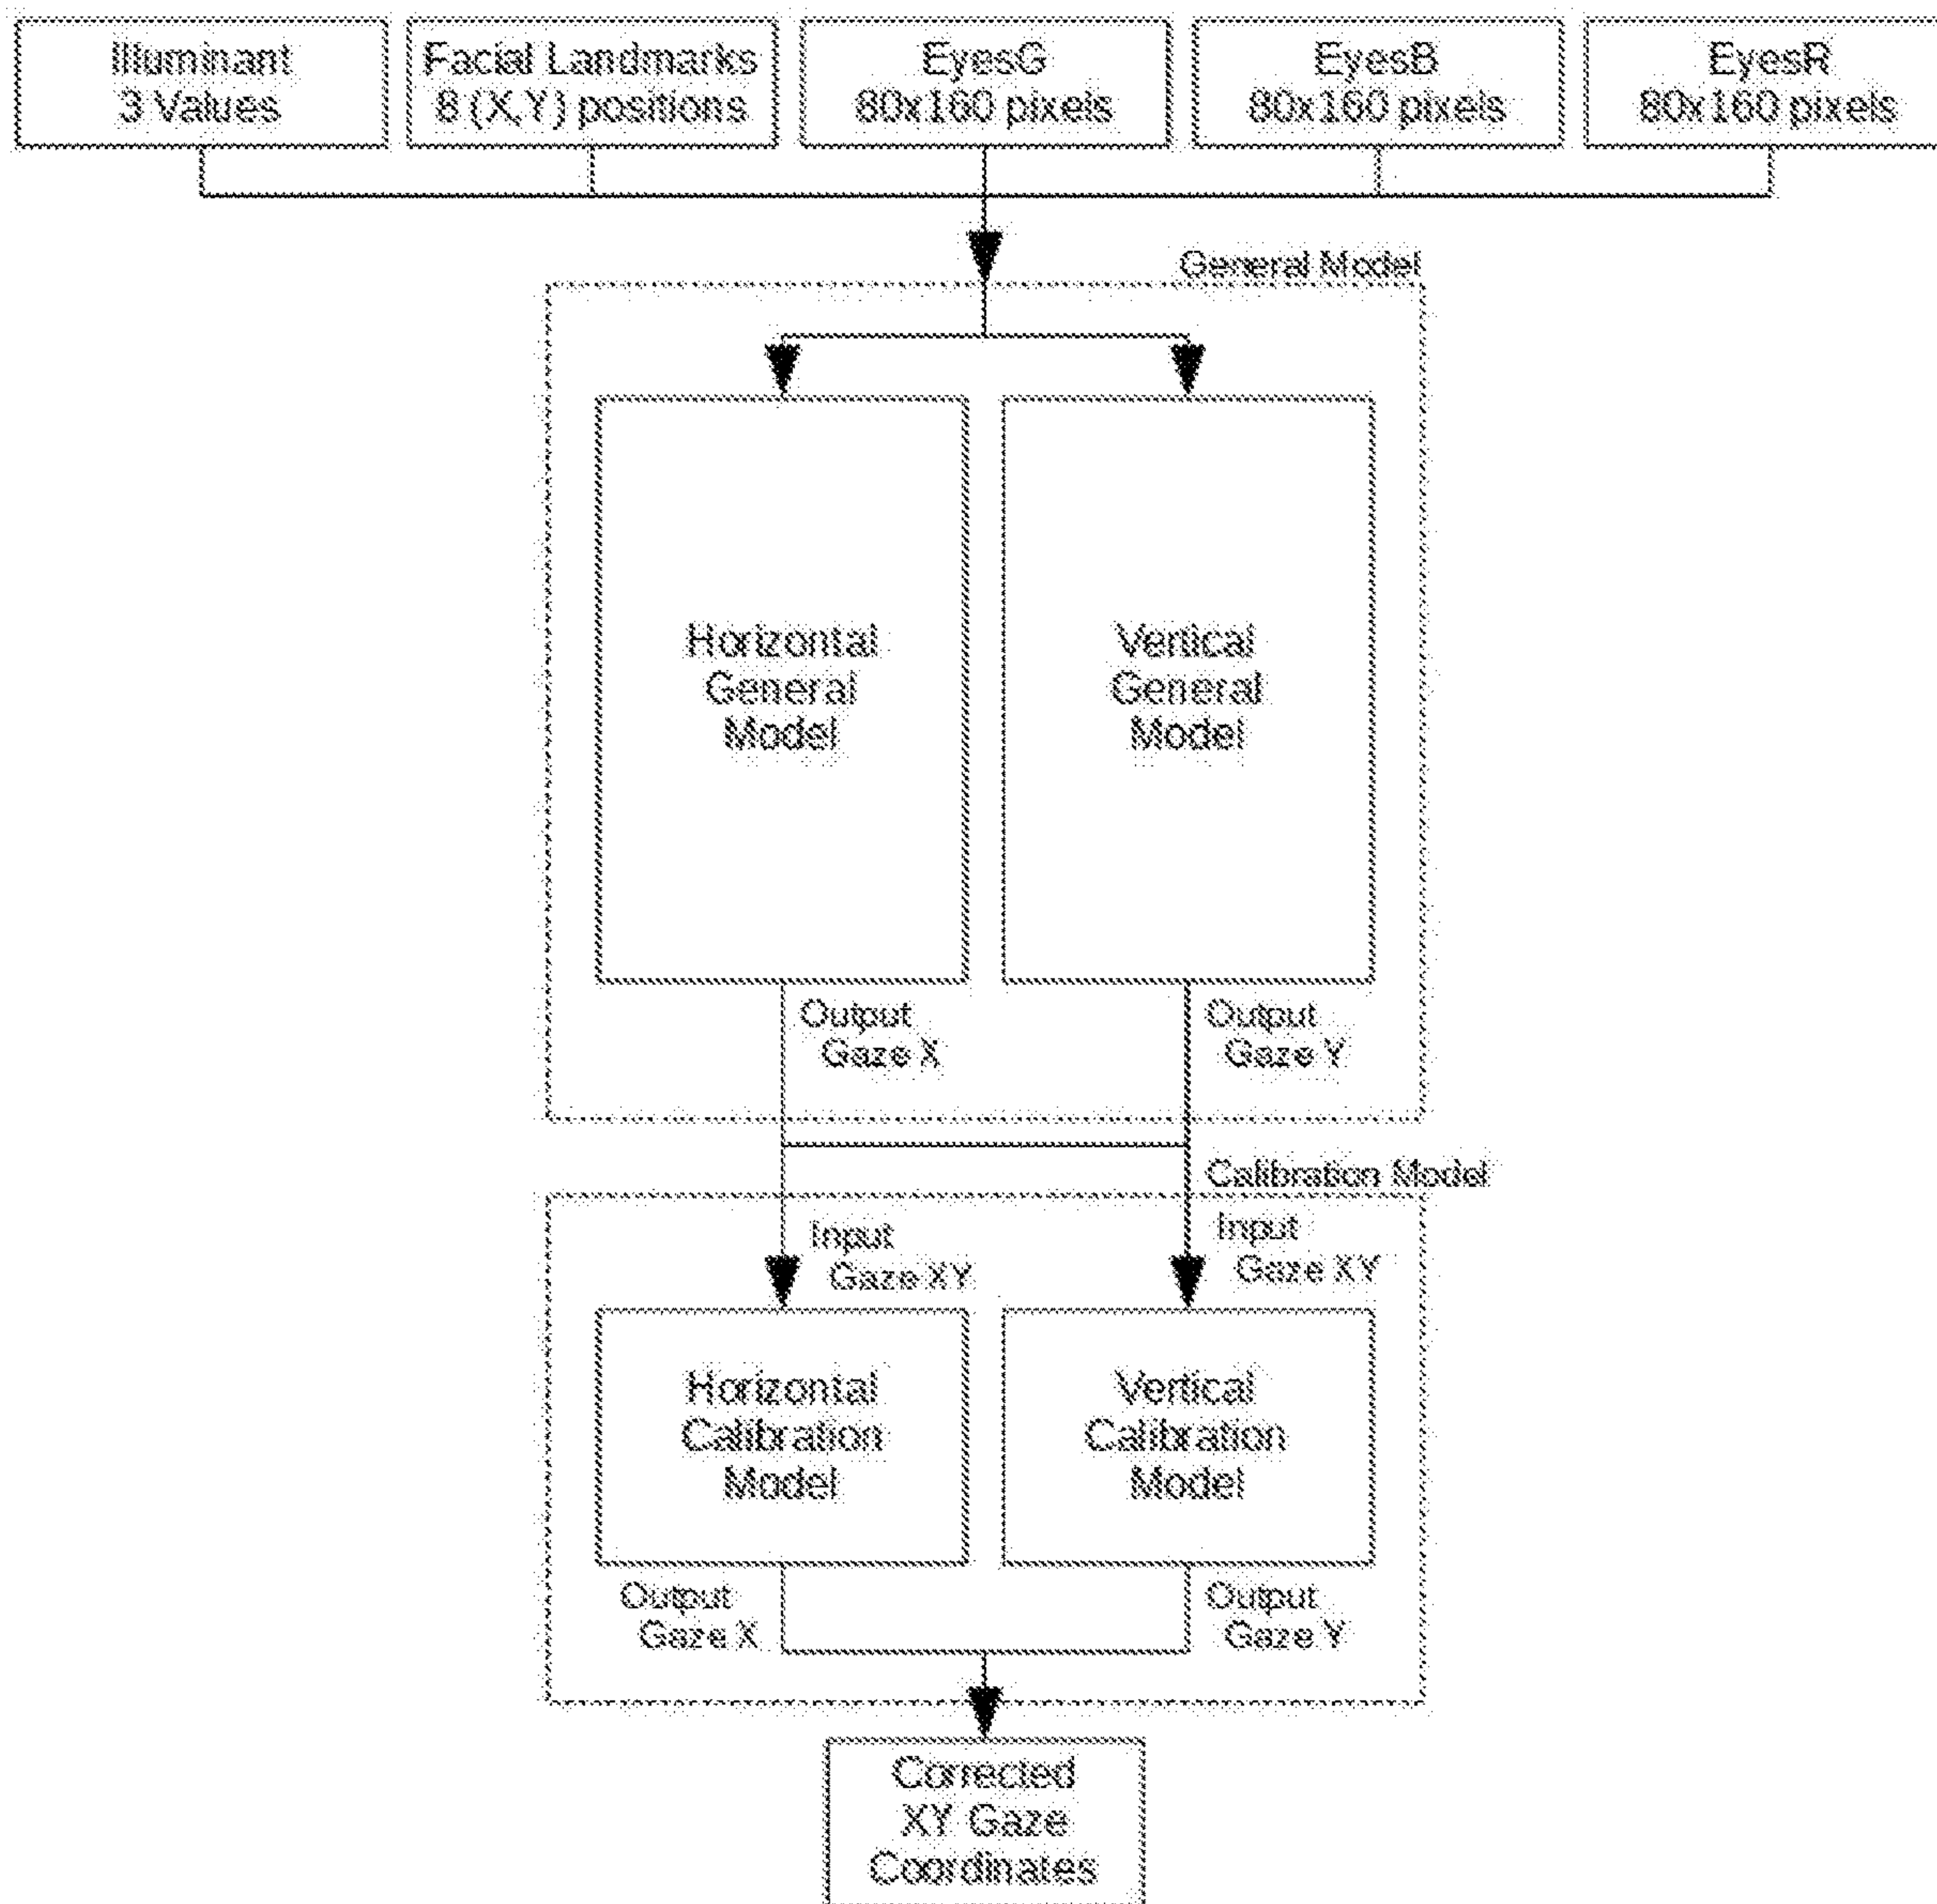 Illuminant
3 Values
Facial Landmarks
8 (X,Y) positions
EyesG
80x160 pixels
EyesB
80x160 pixels
EyesR
80x160 pixels
General Model
Horizontal
General
Model
Vertical
General
Model
Output
Gaze X
Output
Gaze Y
Calibration Model
Input
Gaze XY
Input
Gaze XY
Horizontal
Calibration
Model
Vertical
Calibration
Model
Output
Gaze X
Output
Gaze Y
Corrected
XY Gaze
Coordinates